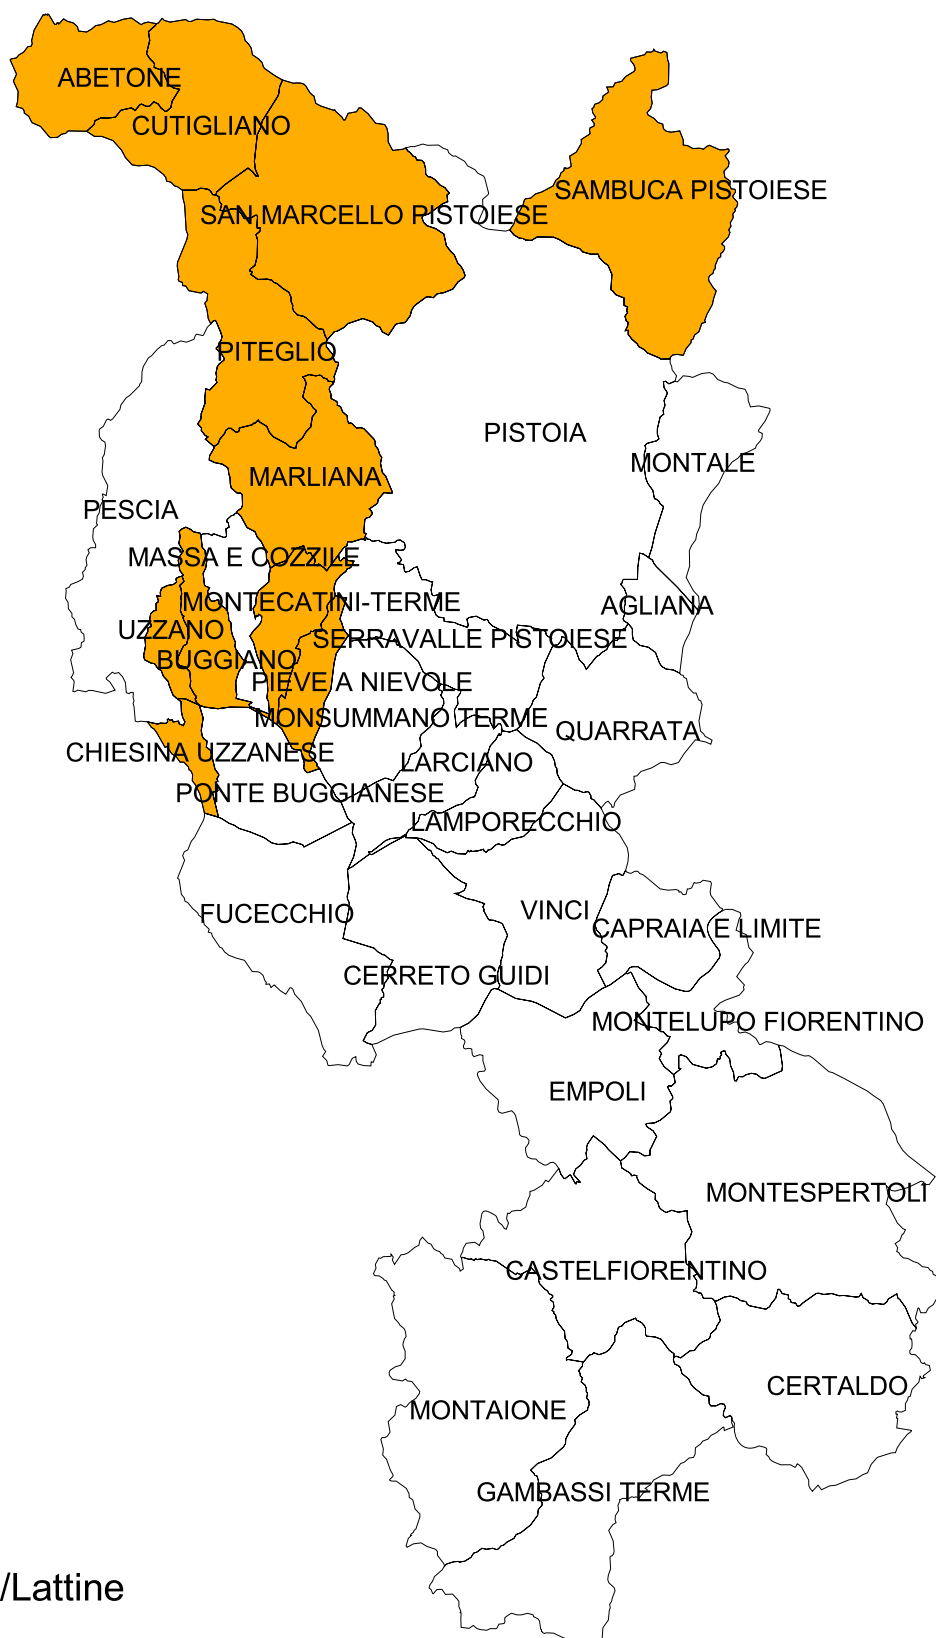 ABETONE
CUTIGLIANO
SAMBUCA PISTOIESE
SAN MARCELLO PISTOIESE
PITEGLIO
PISTOIA
MONTALE
MARLIANA
PESCIA
MASSA E COZZILE
MONTECATINI-TERME
AGLIANA
UZZANO
SERRAVALLE PISTOIESE
BUGGIANO
PIEVE A NIEVOLE
MONSUMMANO TERME
QUARRATA
CHIESINA UZZANESE
LARCIANO
PONTE BUGGIANESE
LAMPORECCHIO
FUCECCHIO
VINCI
CAPRAIA E LIMITE
CERRETO GUIDI
MONTELUPO FIORENTINO
EMPOLI
MONTESPERTOLI
CASTELFIORENTINO
CERTALDO
MONTAIONE
GAMBASSI TERME
/Lattine